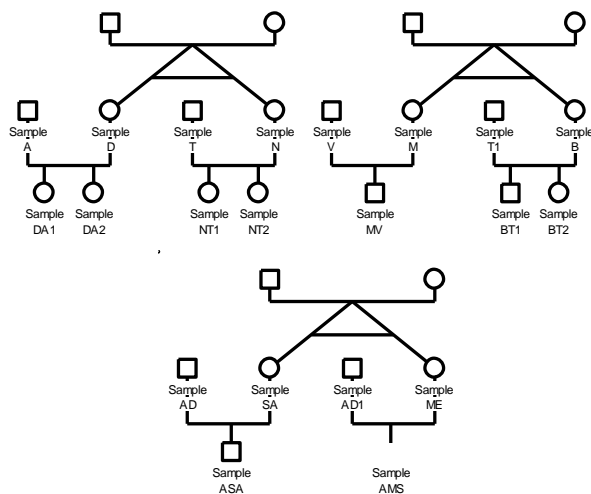 Sample Sample Sample Sample Sample Sample Sample Sample
A D T N V M T1 B
Sample Sample Sample Sample Sample Sample Sample
DA1 DA2 NT1 NT2 MV BT1 BT2
Sample Sample Sample Sample
AD SA AD1 ME
Sample Sample
ASA AMS